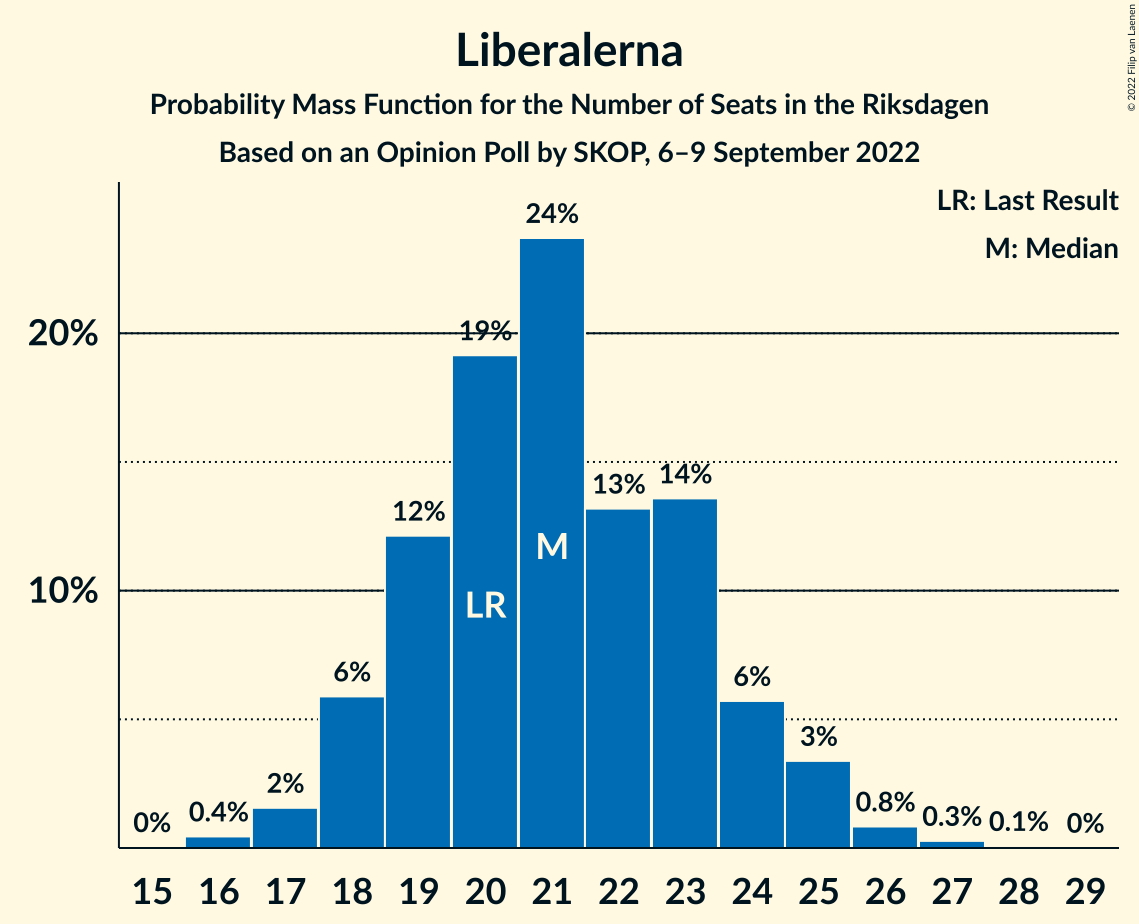 Liberalerna
Probability Mass Function for the Number of Seats in the Riksdagen
Based on an Opinion Poll by SKOP, 6–9 September 2022
© 2022 Filip van Laenen
LR: Last Result
M: Median
20%
10%
0%
0.4%
2%
6%
12%
19%
24%
13%
14%
6%
3%
0.8%
0.3%
0.1%
0%
LR
M
15 16 17 18 19 20 21 22 23 24 25 26 27 28 29